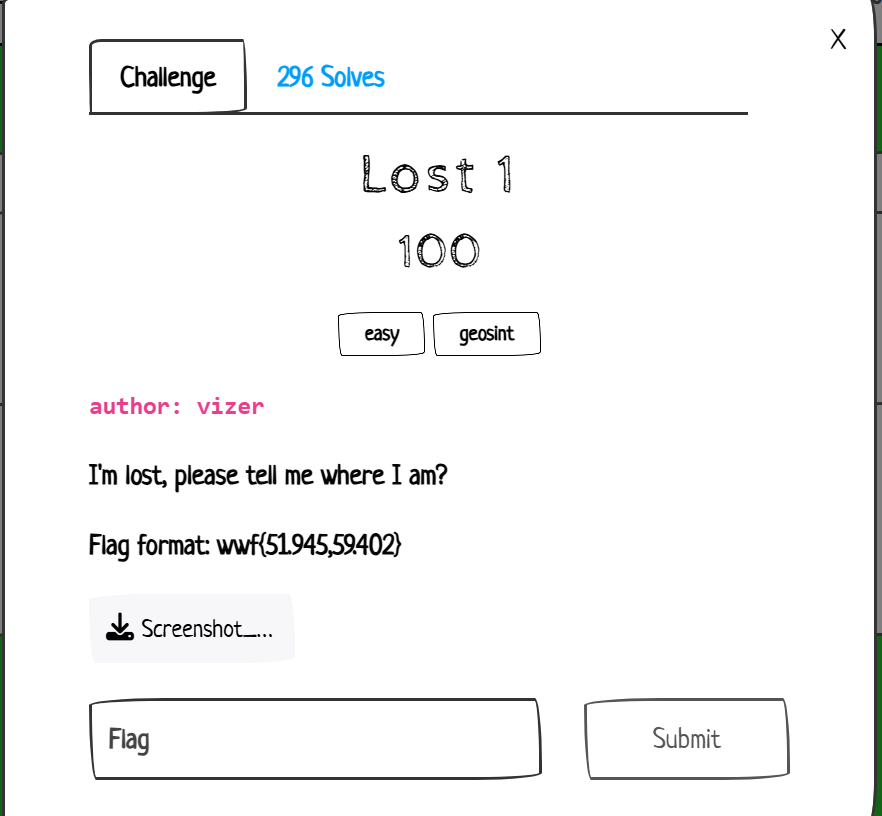 X
Challenge
296 Solves
Lost 1
100
easy
geosint
author: vizer
I'm lost, please tell me where I am?
Flag format: wwf{51.945,59.402}
Screenshot_...
Flag
Submit